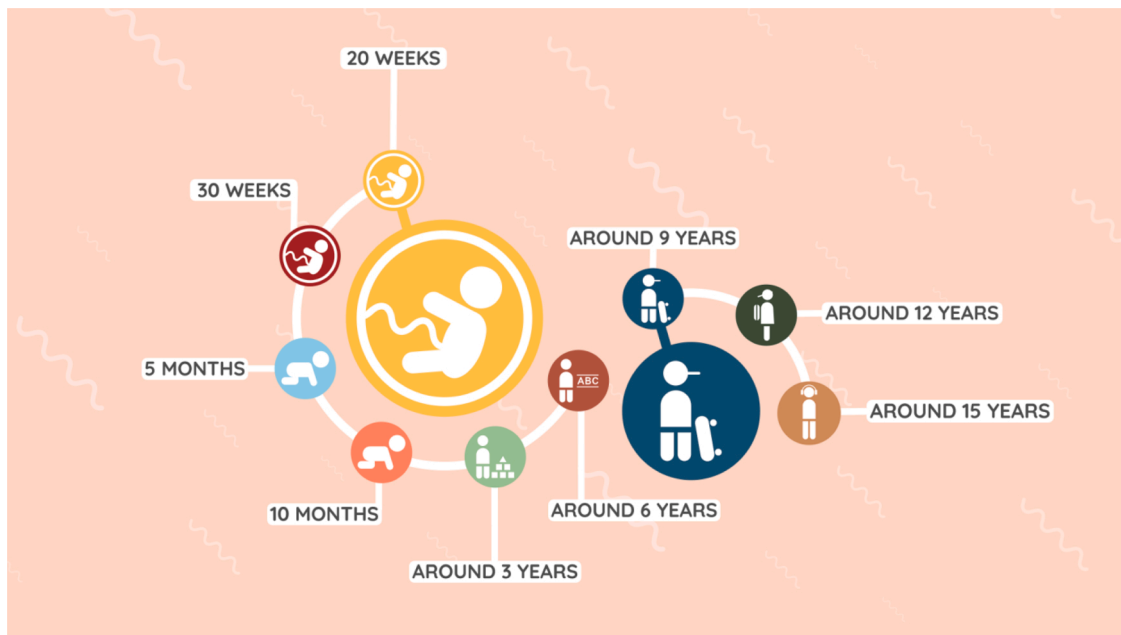 20 WEEKS
30 WEEKS
5 MONTHS
10 MONTHS
AROUND 3 YEARS
ABC
AROUND 6 YEARS
AROUND 9 YEARS
AROUND 12 YEARS
AROUND 15 YEARS